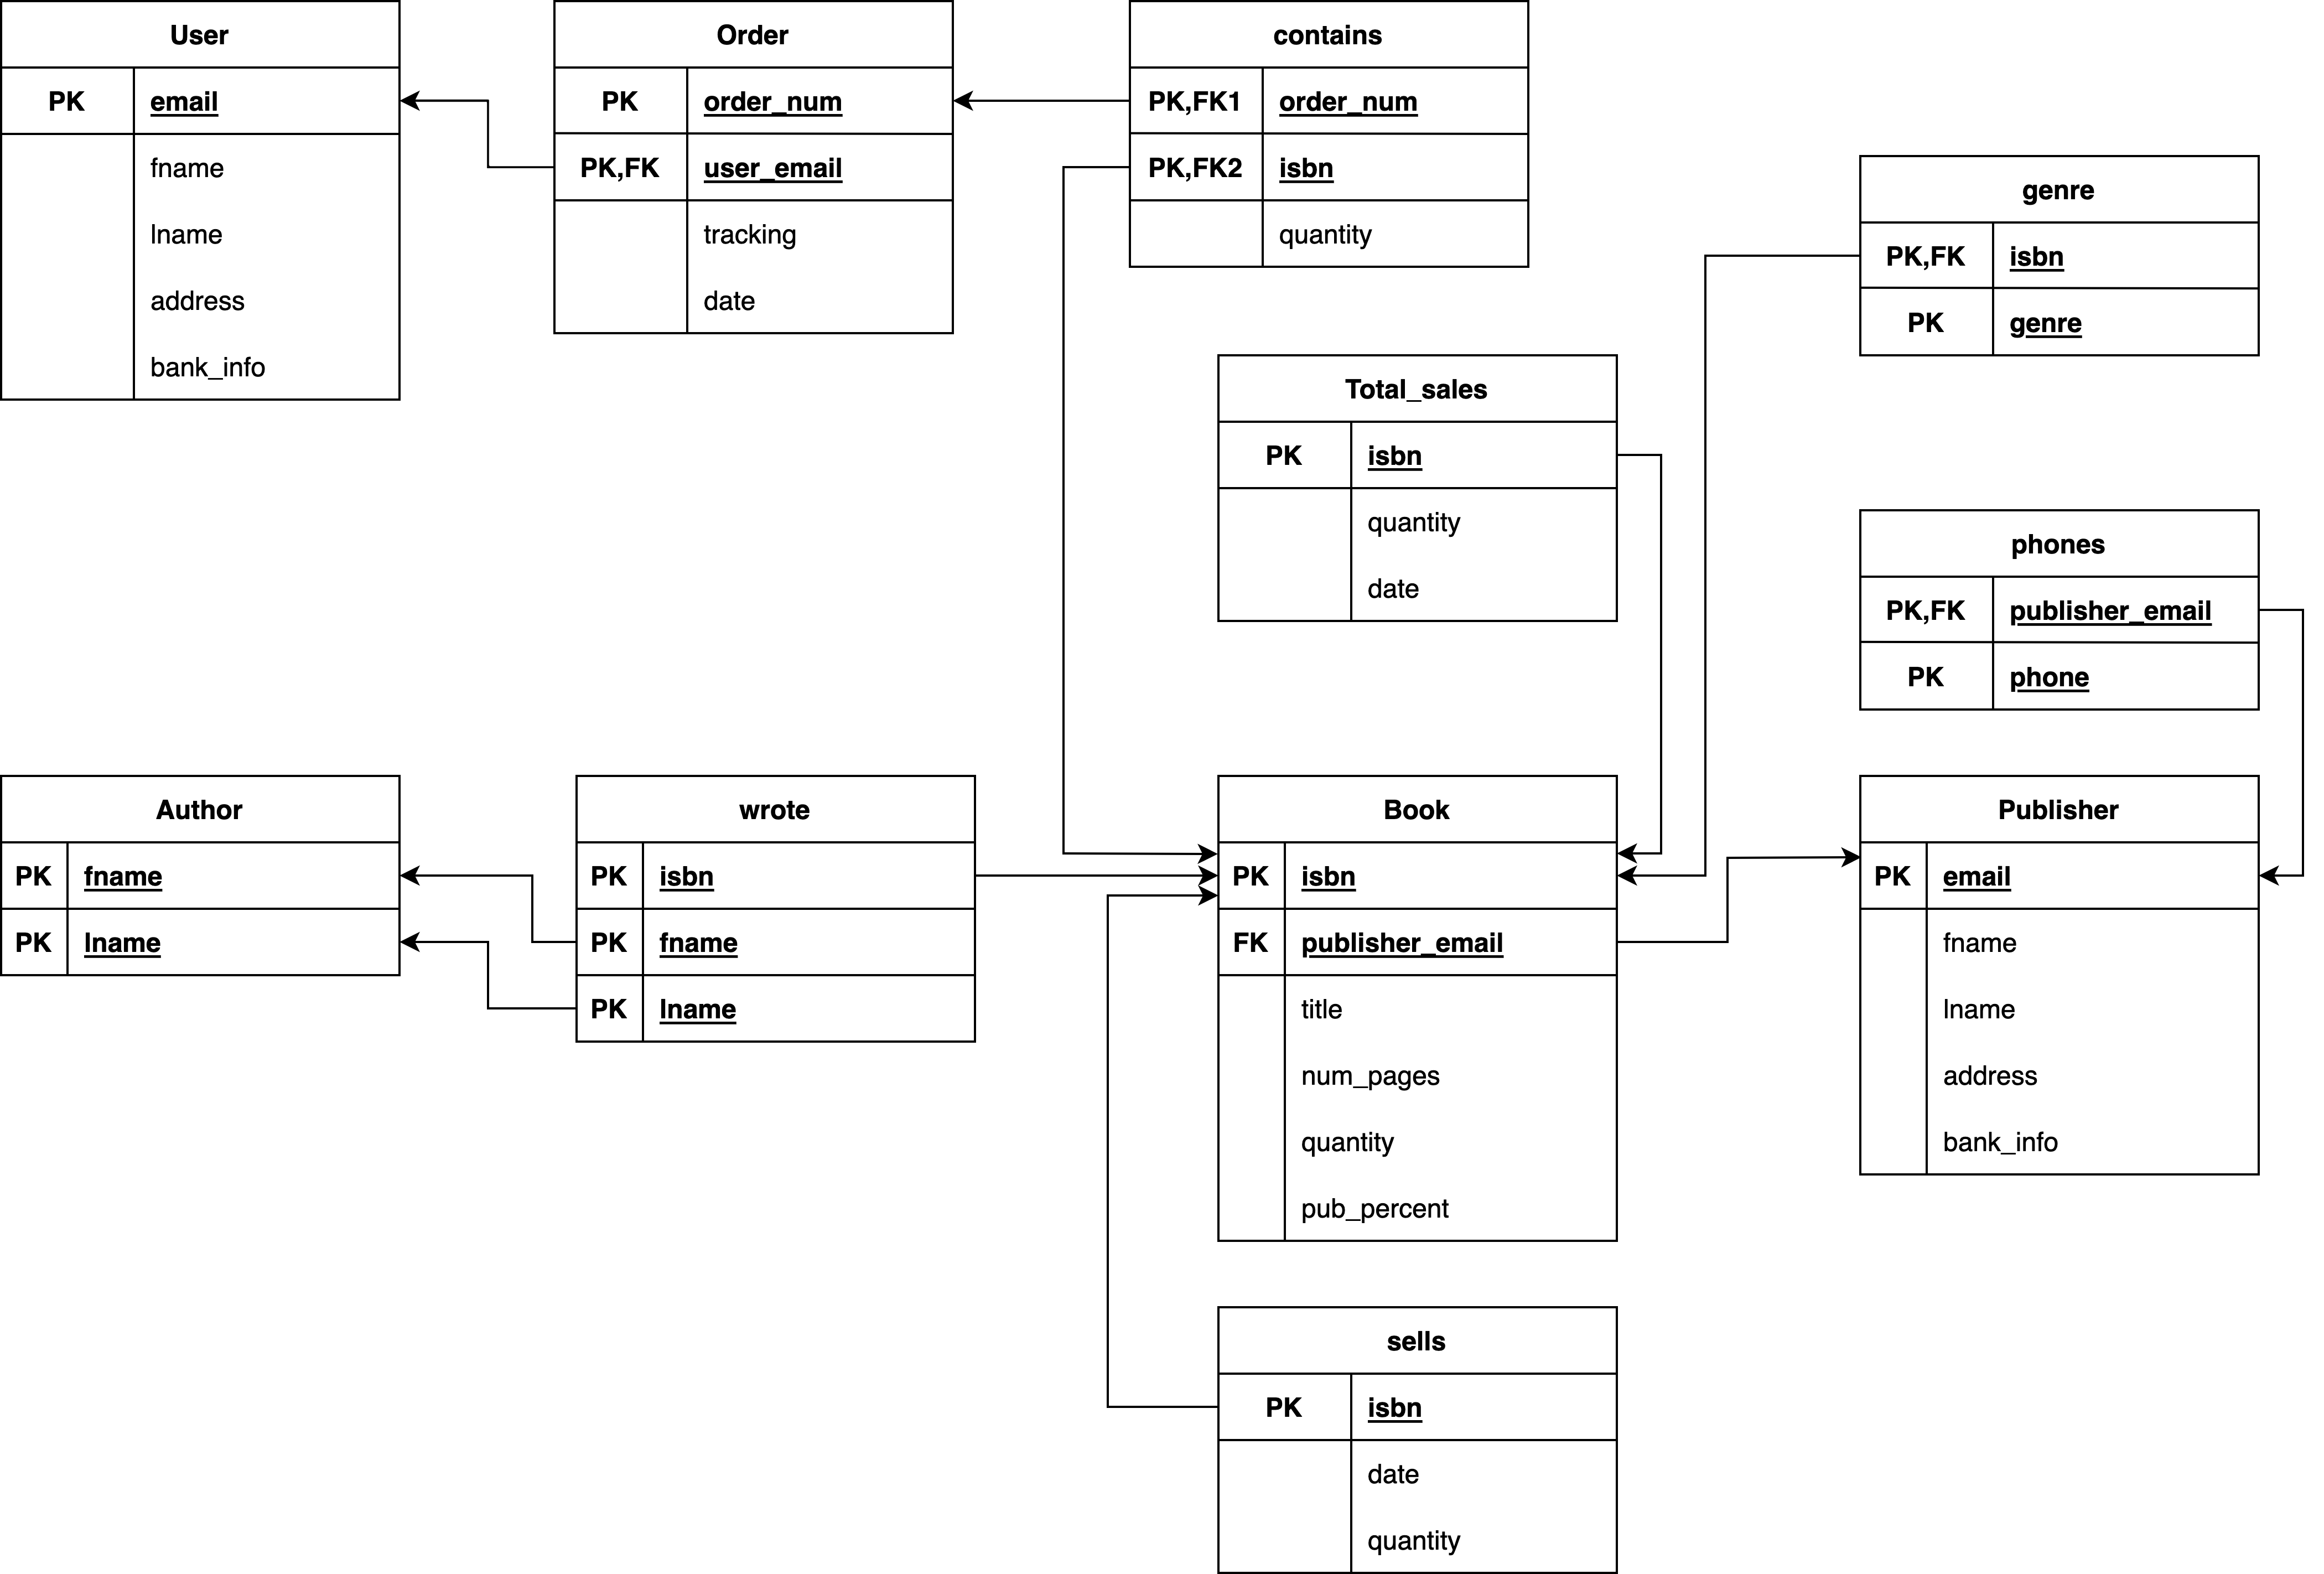 User
PK email
fname
lname
address
bank_info
Order
PK order_num
PK,FK user_email
tracking
date
contains
PK,FK1 order_num
PK,FK2 isbn
quantity
genre
PK,FK isbn
PK genre
Total_sales
PK isbn
quantity
date
phones
PK,FK publisher_email
PK phone
Author
PK fname
PK lname
wrote
PK isbn
PK fname
PK lname
Book
PK isbn
FK publisher_email
title
num_pages
quantity
pub_percent
Publisher
PK email
fname
lname
address
bank_info
sells
PK isbn
date
quantity